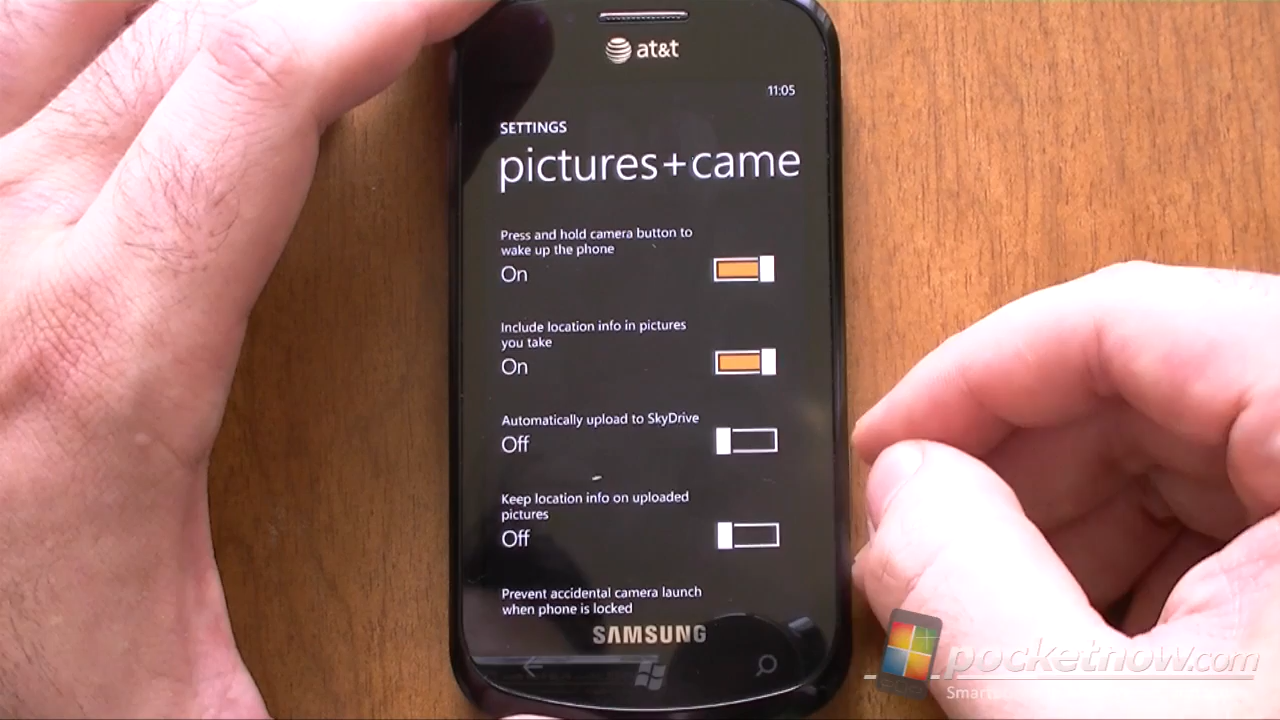 at&t
11:05
SETTINGS
pictures+came
Press and hold camera button to
wake up the phone
On
Include location info in pictures
you take
On
Automatically upload to SkyDrive
Off
Keep location info on uploaded
pictures
Off
Prevent accidental camera launch
when phone is locked
SAMSUNG
pocketnow.com